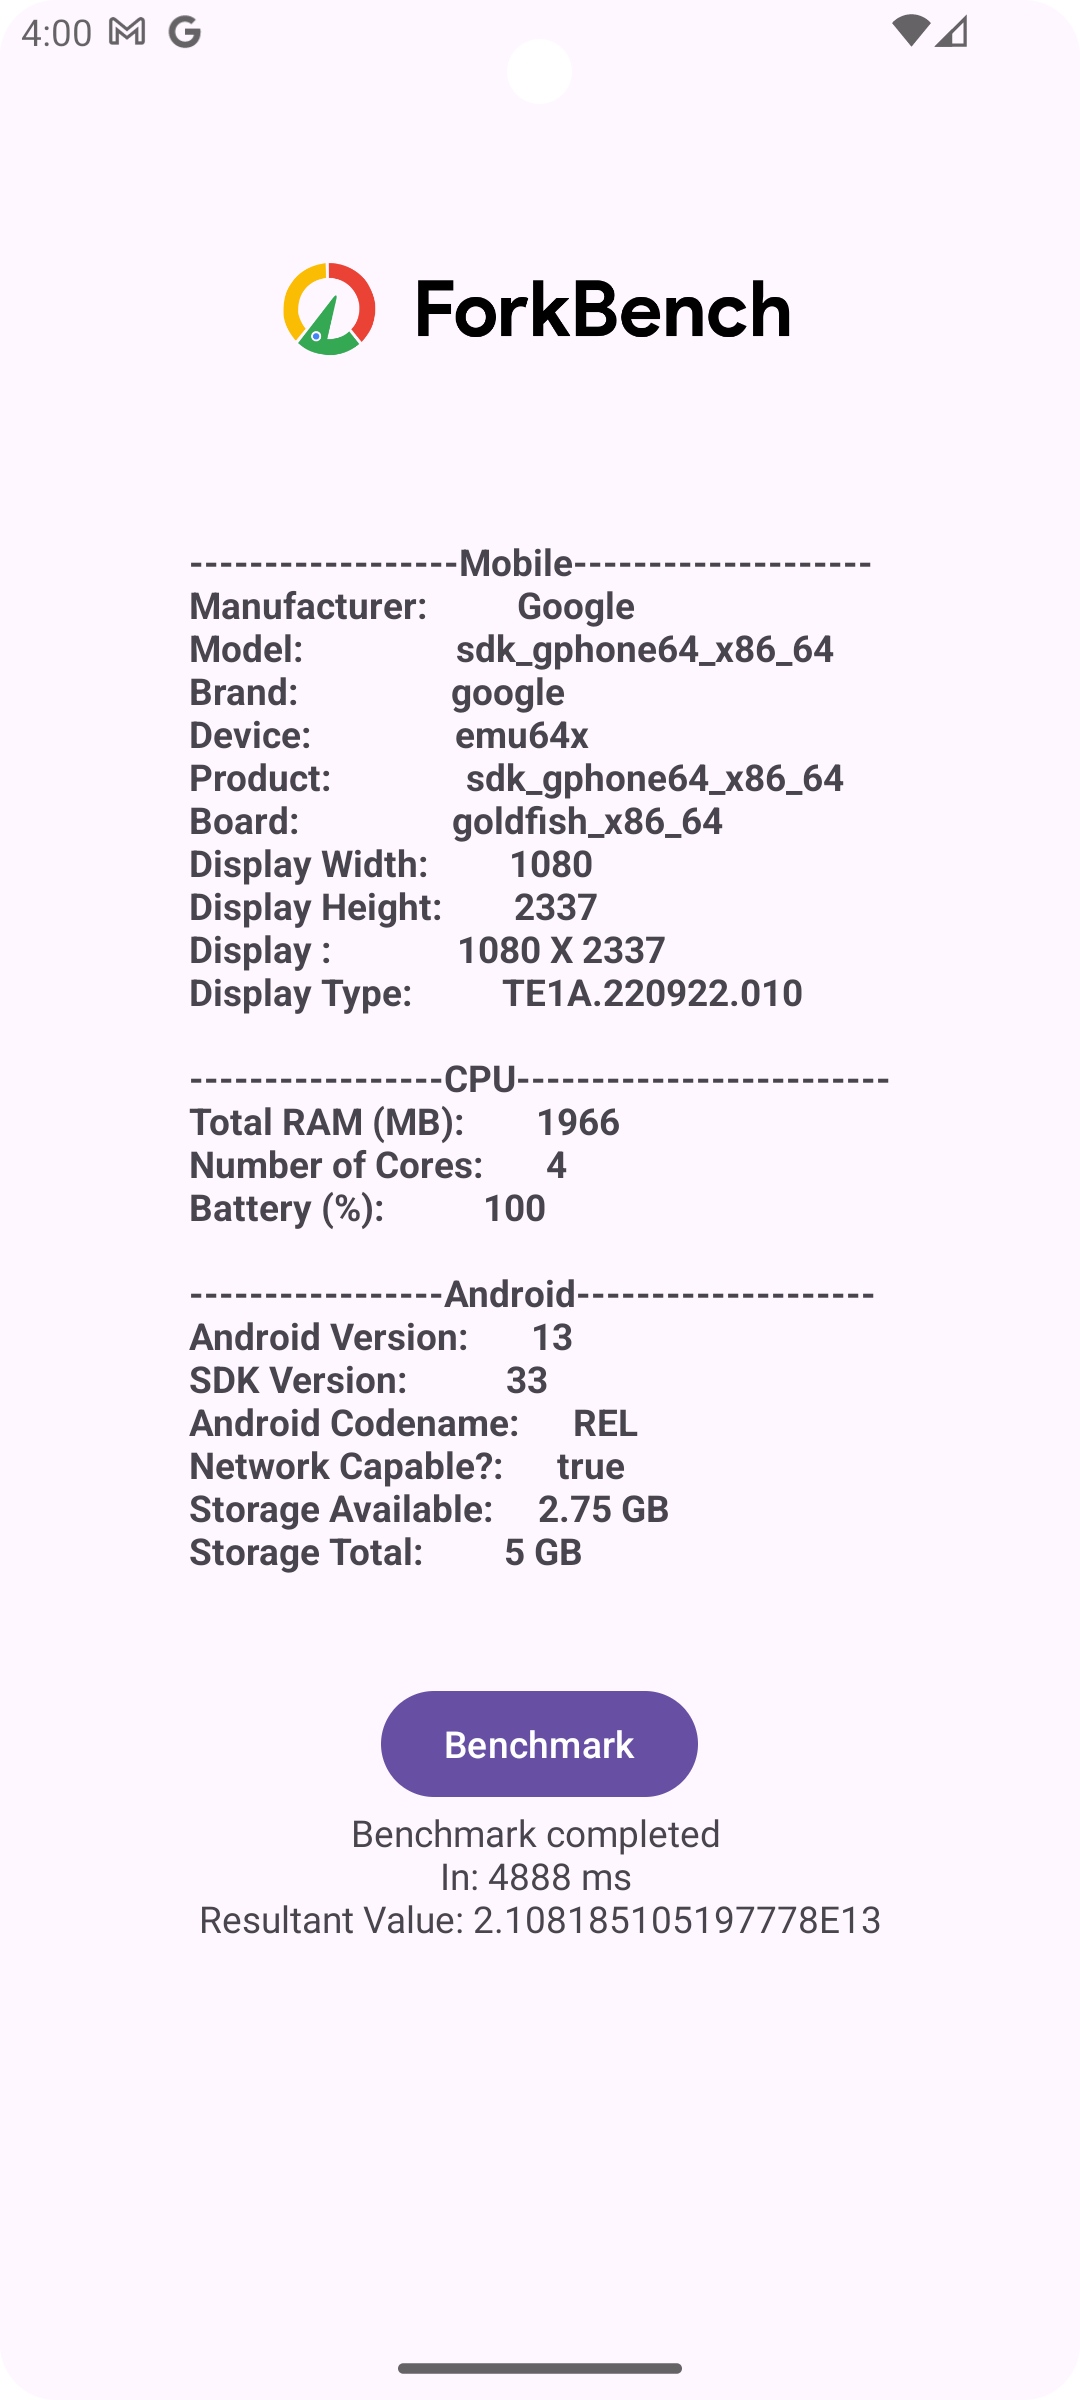 4:00
ForkBench
------------------Mobile--------------------
Manufacturer: Google
Model: sdk_gphone64_x86_64
Brand: google
Device: emu64x
Product: sdk_gphone64_x86_64
Board: goldfish_x86_64
Display Width: 1080
Display Height: 2337
Display : 1080 X 2337
Display Type: TE1A.220922.010
-----------------CPU-------------------------
Total RAM (MB): 1966
Number of Cores: 4
Battery (%): 100
-----------------Android--------------------
Android Version: 13
SDK Version: 33
Android Codename: REL
Network Capable?: true
Storage Available: 2.75 GB
Storage Total: 5 GB
Benchmark
Benchmark completed
In: 4888 ms
Resultant Value: 2.108185105197778E13